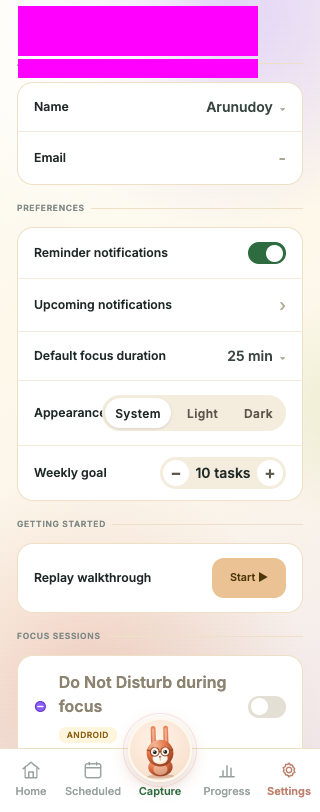 Name
Arunudoy
Email
-
PREFERENCES
Reminder notifications
Upcoming notifications
Default focus duration
25 min
Appearance
System
Light
Dark
Weekly goal
− 10 tasks +
GETTING STARTED
Replay walkthrough
Start ▶
FOCUS SESSIONS
Do Not Disturb during
focus
ANDROID
Home
Scheduled
Capture
Progress
Settings